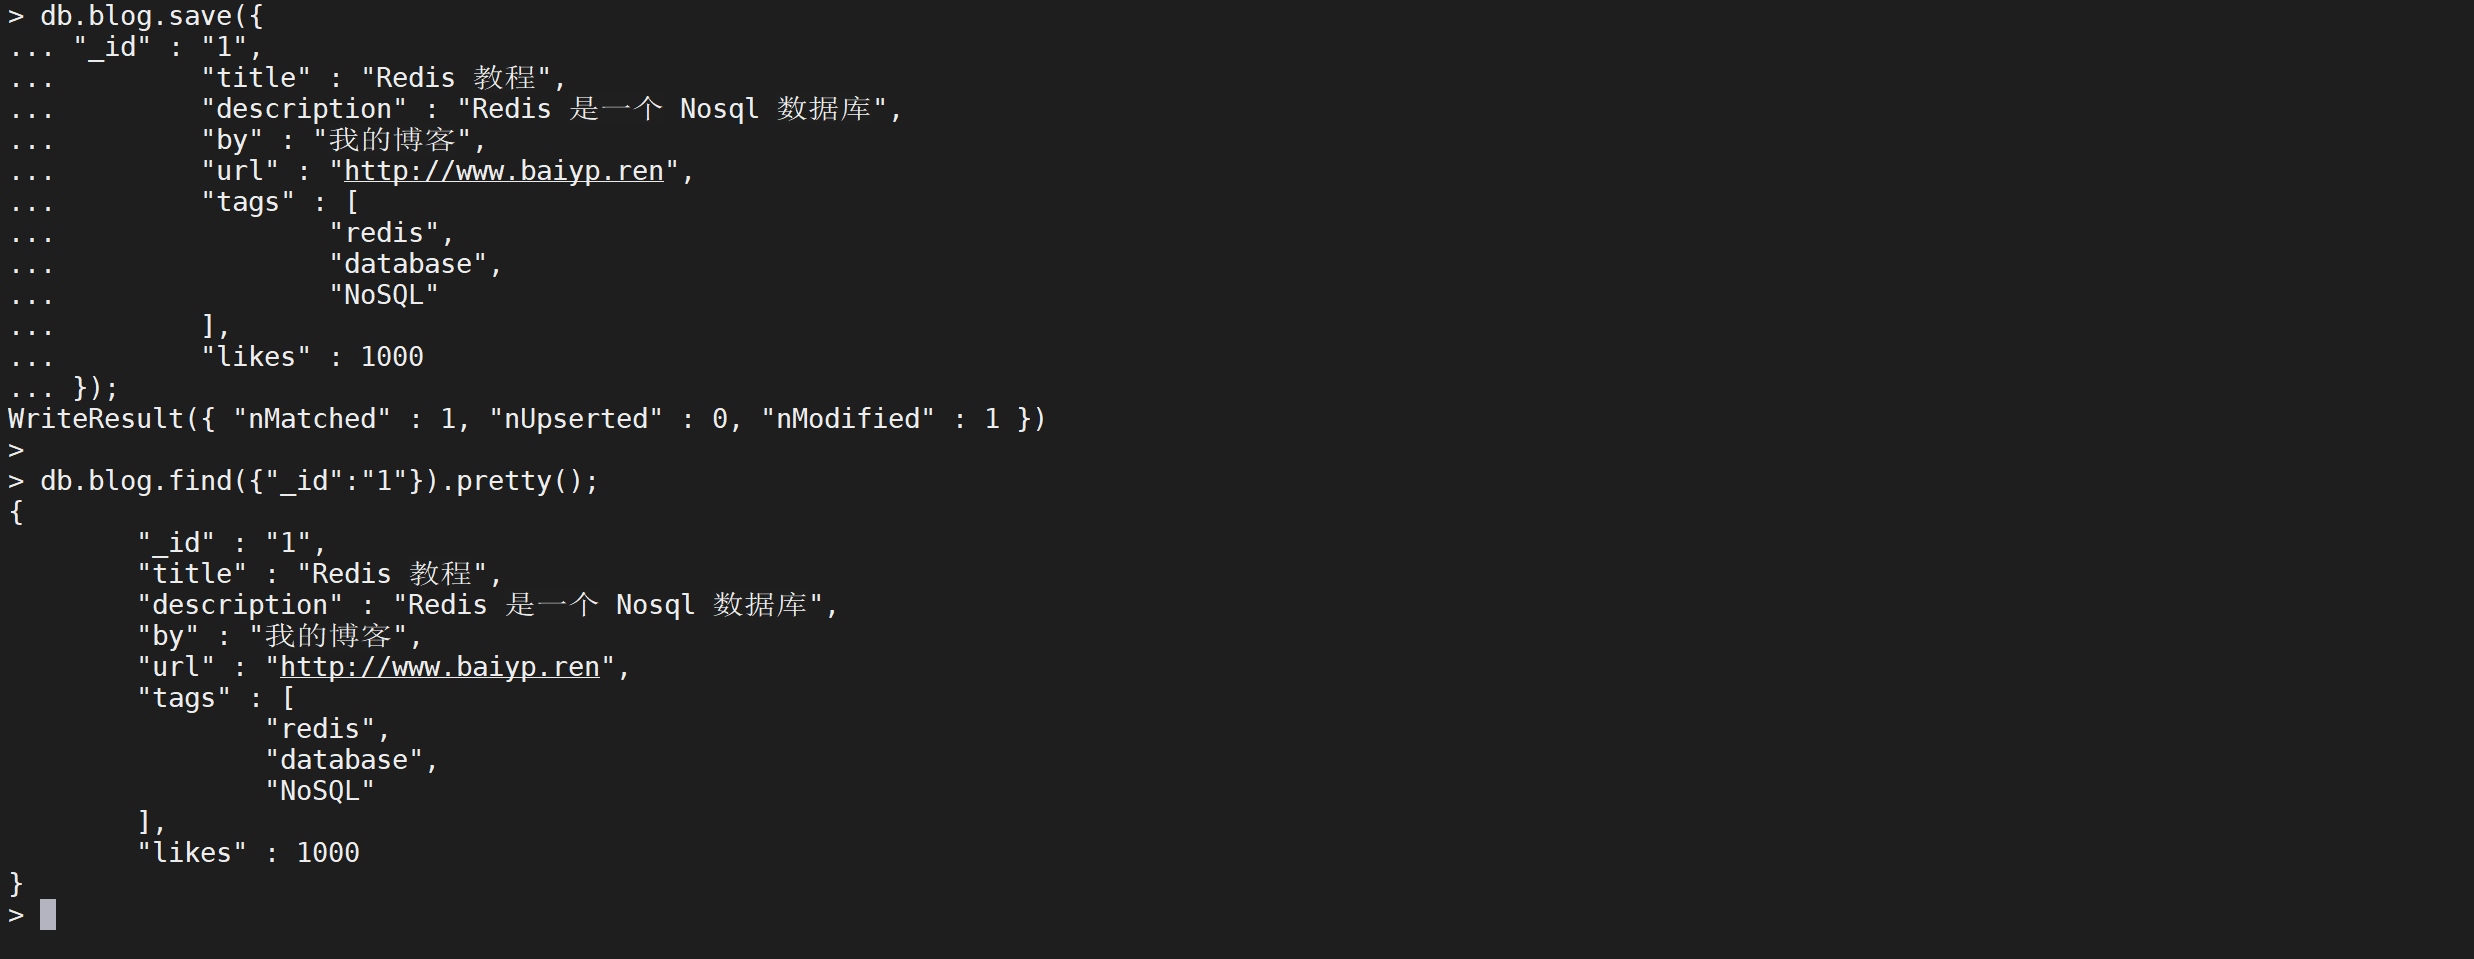 > db.blog.save({
... "_id" : "1",
...         "title" : "Redis 教程",
...         "description" : "Redis 是一个 Nosql 数据库",
...         "by" : "我的博客",
...         "url" : "http://www.baiyp.ren",
...         "tags" : [
...                 "redis",
...                 "database",
...                 "NoSQL"
...         ],
...         "likes" : 1000
... });
WriteResult({ "nMatched" : 1, "nUpserted" : 0, "nModified" : 1 })
>
> db.blog.find({"_id":"1"}).pretty();
{
        "_id" : "1",
        "title" : "Redis 教程",
        "description" : "Redis 是一个 Nosql 数据库",
        "by" : "我的博客",
        "url" : "http://www.baiyp.ren",
        "tags" : [
                "redis",
                "database",
                "NoSQL"
        ],
        "likes" : 1000
}
>